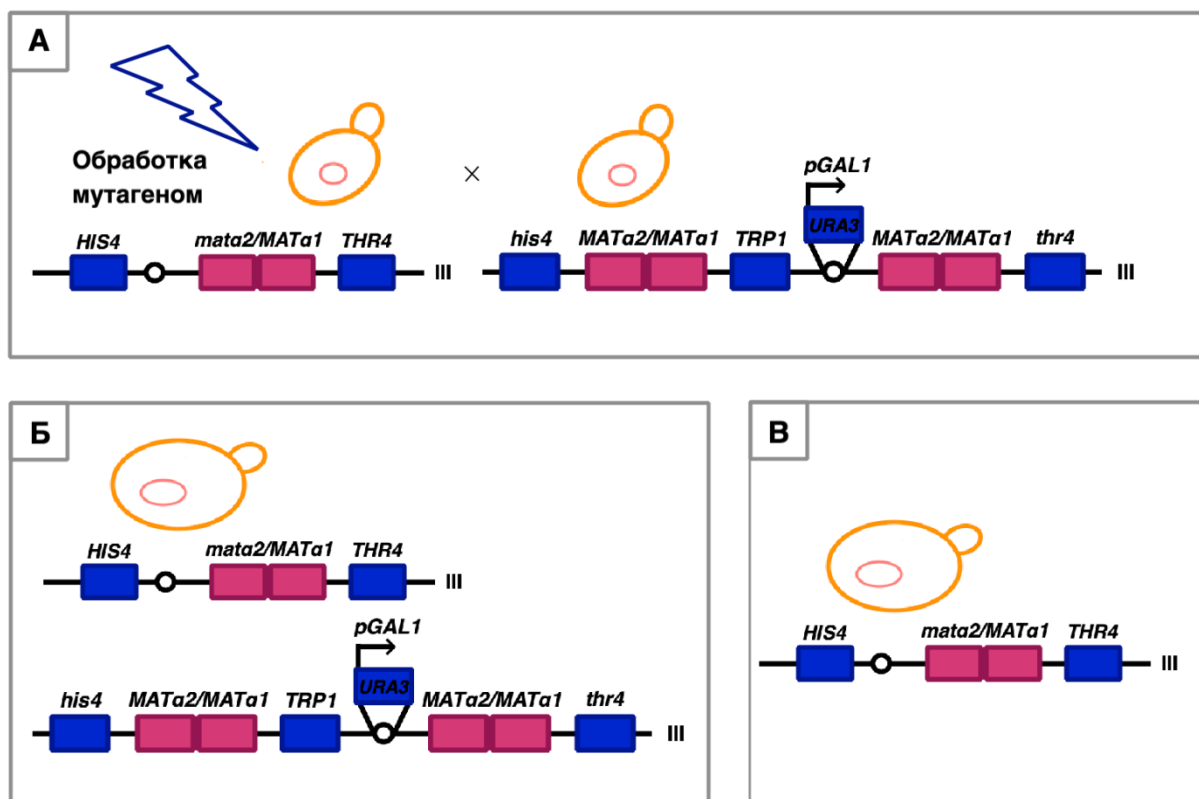 А
Обработка
мутагеном
×
pGAL1
HIS4
matα2/MATα1
THR4
III
his4
MATα2/MATα1
TRP1
URA3
MATα2/MATα1
thr4
III
Б
HIS4
matα2/MATα1
THR4
III
pGAL1
his4
MATα2/MATα1
TRP1
URA3
MATα2/MATα1
thr4
III
В
HIS4
matα2/MATα1
THR4
III